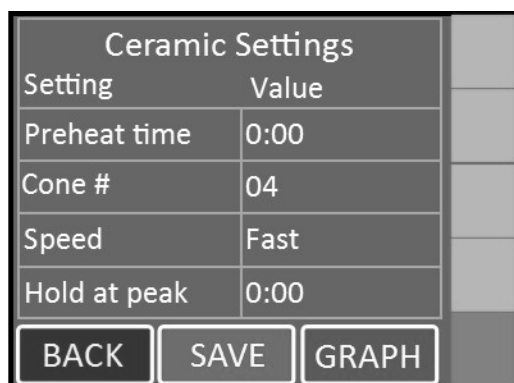 Ceramic Settings
Setting Value
Preheat time 0:00
Cone # 04
Speed Fast
Hold at peak 0:00
BACK SAVE GRAPH